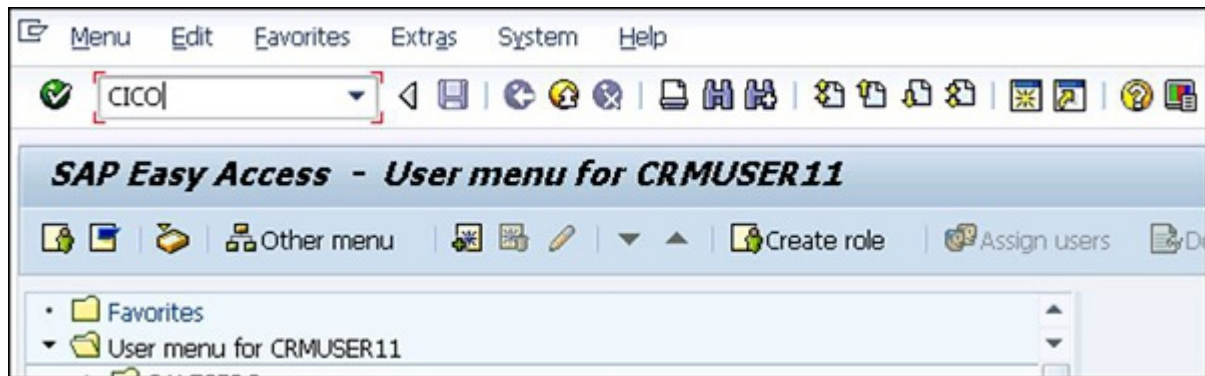 Menu Edit Favorites Extras System Help
CICO
SAP Easy Access - User menu for CRMUSER11
Other menu Create role Assign users
Favorites
User menu for CRMUSER11